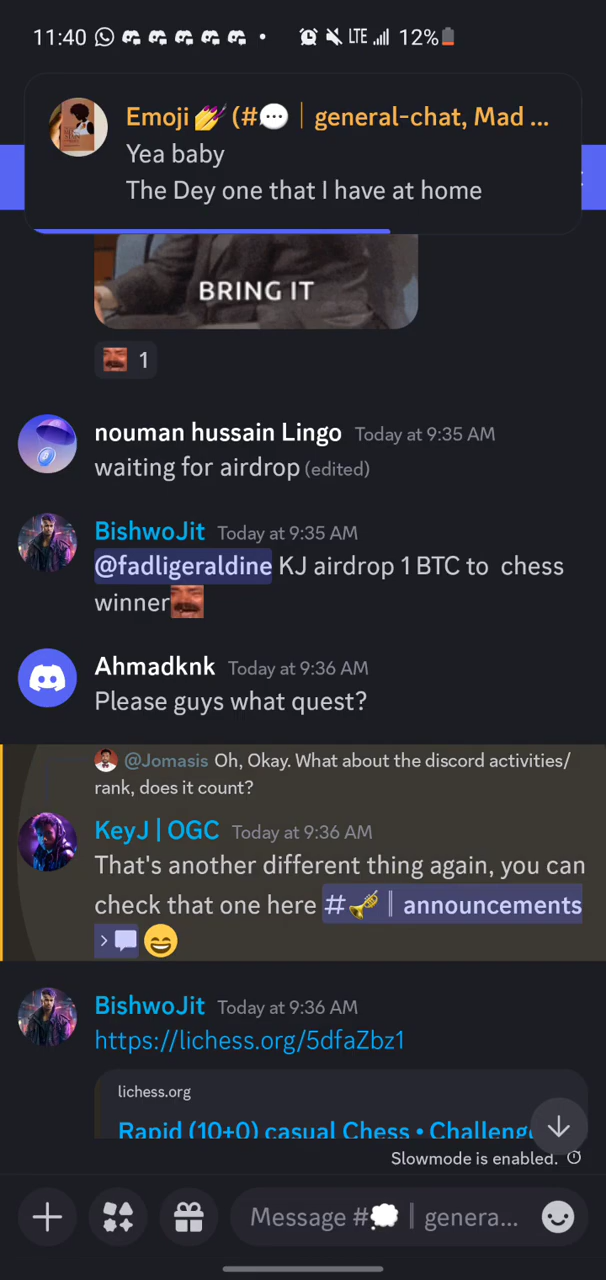 11:40
LTE
12%
Emoji 💅 (#💬 | general-chat, Mad ...
Yea baby
The Dey one that I have at home
BRING IT
1
nouman hussain Lingo Today at 9:35 AM
waiting for airdrop (edited)
BishwoJit Today at 9:35 AM
@fadligeraldine KJ airdrop 1 BTC to chess
winner
Ahmadknk Today at 9:36 AM
Please guys what quest?
@Jomasis Oh, Okay. What about the discord activities/
rank, does it count?
KeyJ | OGC Today at 9:36 AM
That's another different thing again, you can
check that one here #🎺 | announcements
> 😄
BishwoJit Today at 9:36 AM
https://lichess.org/5dfaZbz1
lichess.org
Rapid (10+0) casual Chess • Challenge
Slowmode is enabled.
Message #💭 | genera...